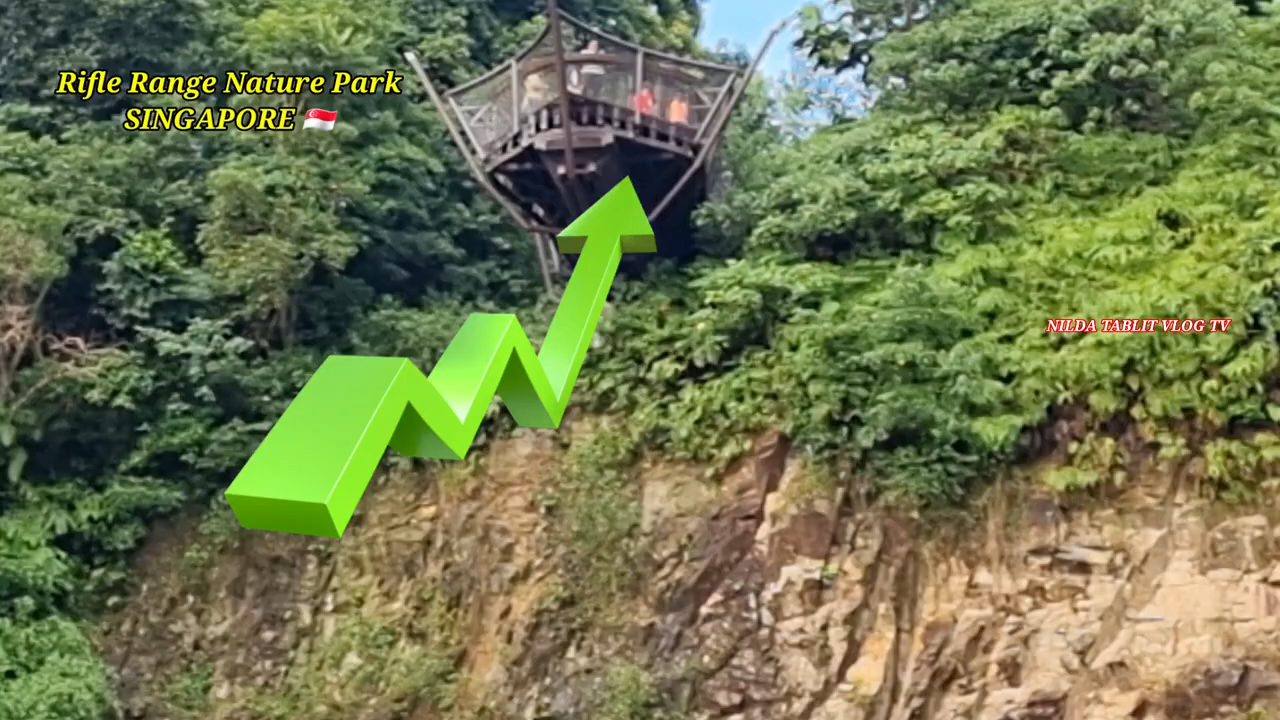 Rifle Range Nature Park
SINGAPORE 🇸🇬
NILDA TABLIT VLOG TV